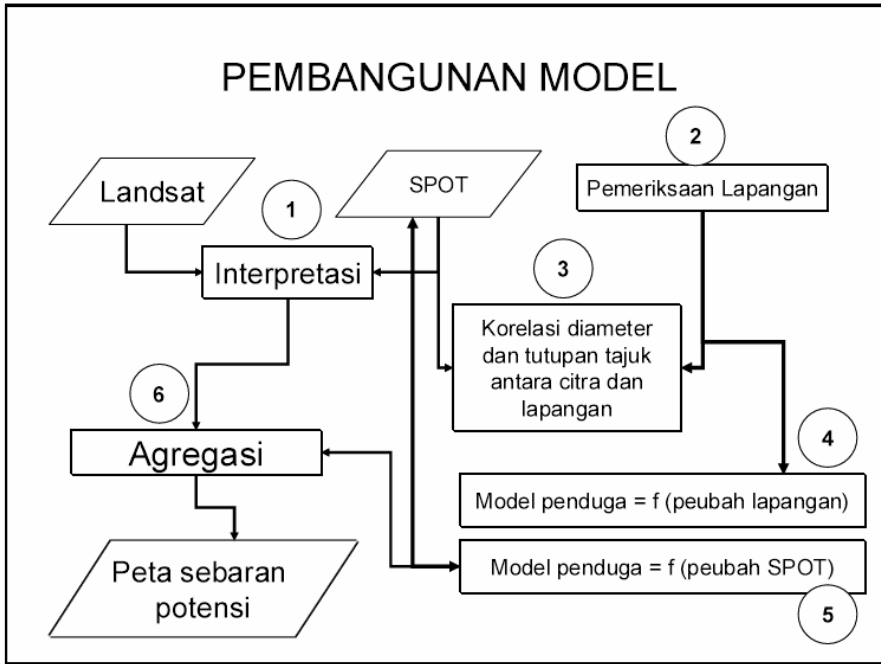 PEMBANGUNAN MODEL
2
Landsat
1
SPOT
Pemeriksaan Lapangan
Interpretasi
3
Korelasi diameter
dan tutupan tajuk
antara citra dan
lapangan
6
Agregasi
4
Model penduga = f (peubah lapangan)
Model penduga = f (peubah SPOT)
5
Peta sebaran
potensi